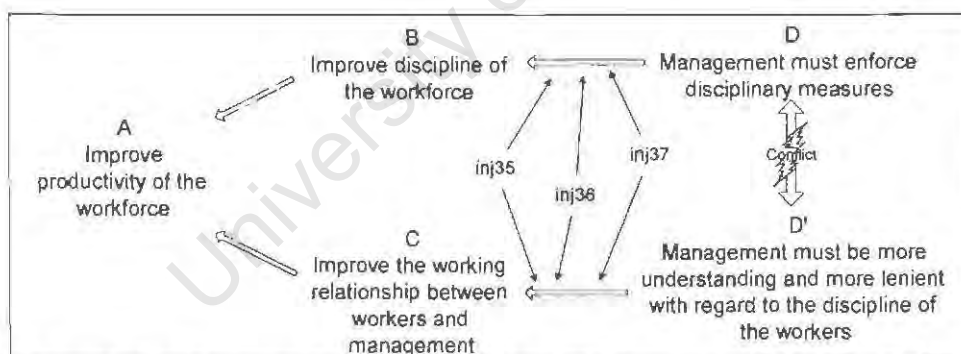 B
Improve discipline of
the workforce
D
Management must enforce
disciplinary measures
A
Improve
productivity of the
workforce
inj35
inj36
inj37
Conflict
C
Improve the working
relationship between
workers and
management
D'
Management must be more
understanding and more lenient
with regard to the discipline of
the workers
University